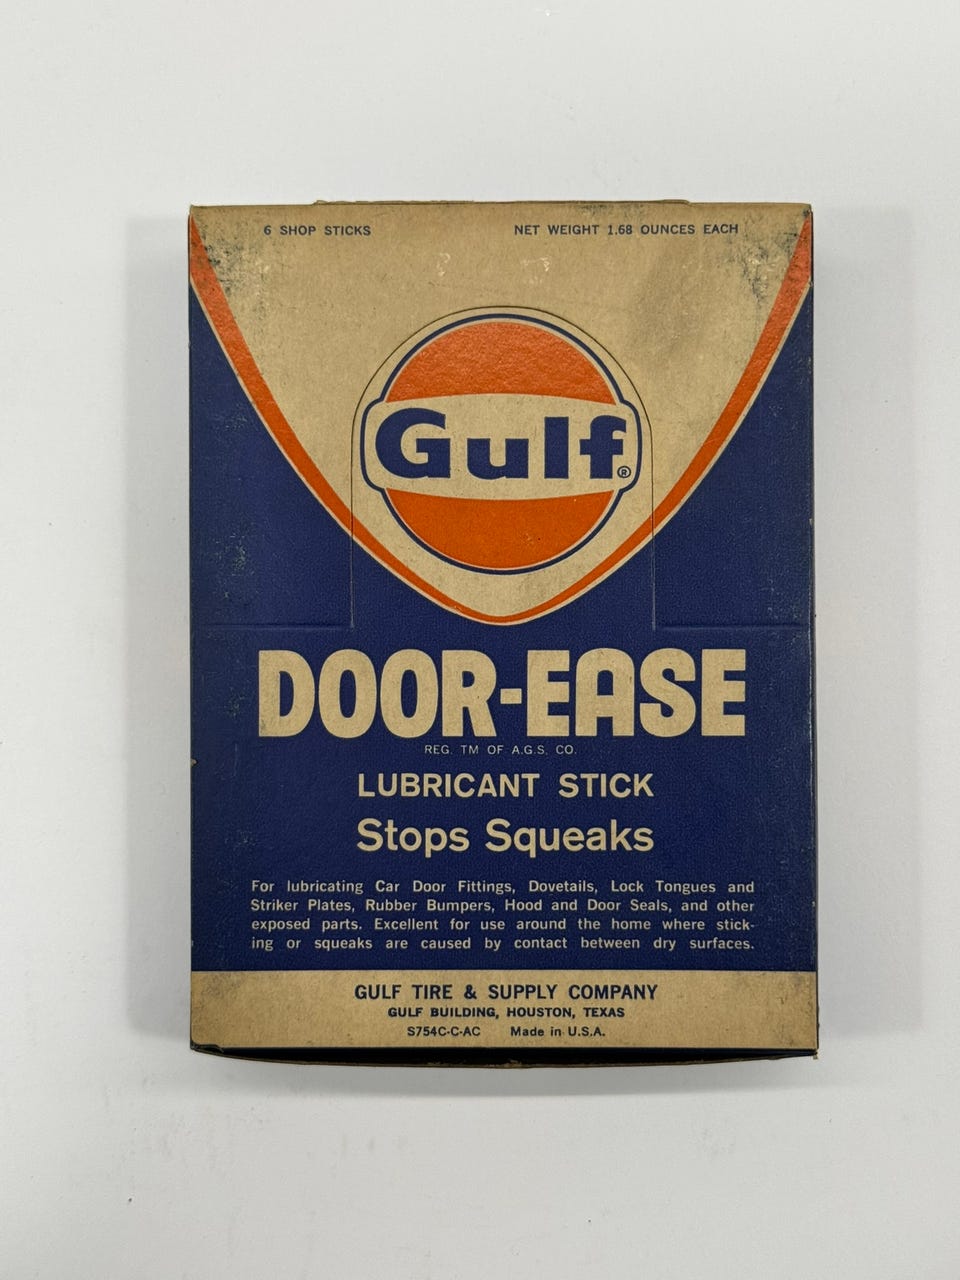 6 SHOP STICKS NET WEIGHT 1.68 OUNCES EACH
Gulf®
DOOR-EASE
REG. TM OF A.G.S. CO.
LUBRICANT STICK
Stops Squeaks
For lubricating Car Door Fittings, Dovetails, Lock Tongues and
Striker Plates, Rubber Bumpers, Hood and Door Seals, and other
exposed parts. Excellent for use around the home where stick-
ing or squeaks are caused by contact between dry surfaces.
GULF TIRE & SUPPLY COMPANY
GULF BUILDING, HOUSTON, TEXAS
S754C-C-AC Made in U.S.A.